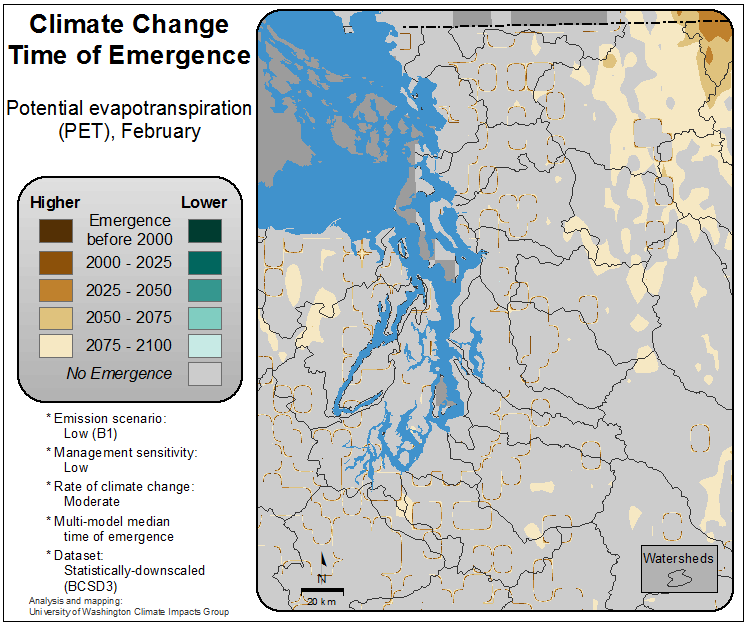 Climate Change
Time of Emergence
Potential evapotranspiration
(PET), February
Higher
Lower
Emergence
before 2000
2000 - 2025
2025 - 2050
2050 - 2075
2075 - 2100
No Emergence
* Emission scenario:
Low (B1)
* Management sensitivity:
Low
* Rate of climate change:
Moderate
* Multi-model median
time of emergence
* Dataset:
Statistically-downscaled
(BCSD3)
Analysis and mapping:
University of Washington Climate Impacts Group
N
20 km
Watersheds